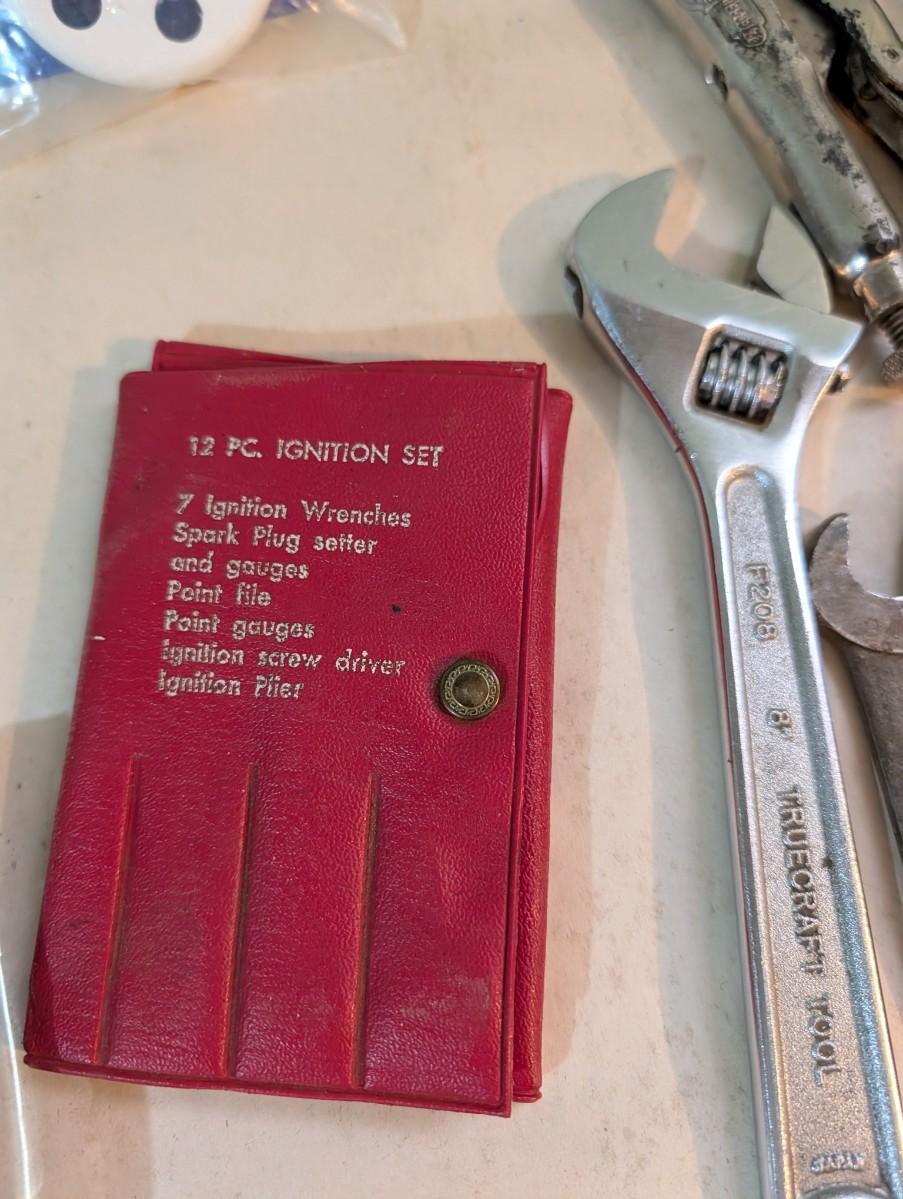 12 PC. IGNITION SET
7 Ignition Wrenches
Spark Plug setter
and gauges
Point file
Point gauges
Ignition screw driver
Ignition Plier
F208 8" TRUECRAFT TOOL